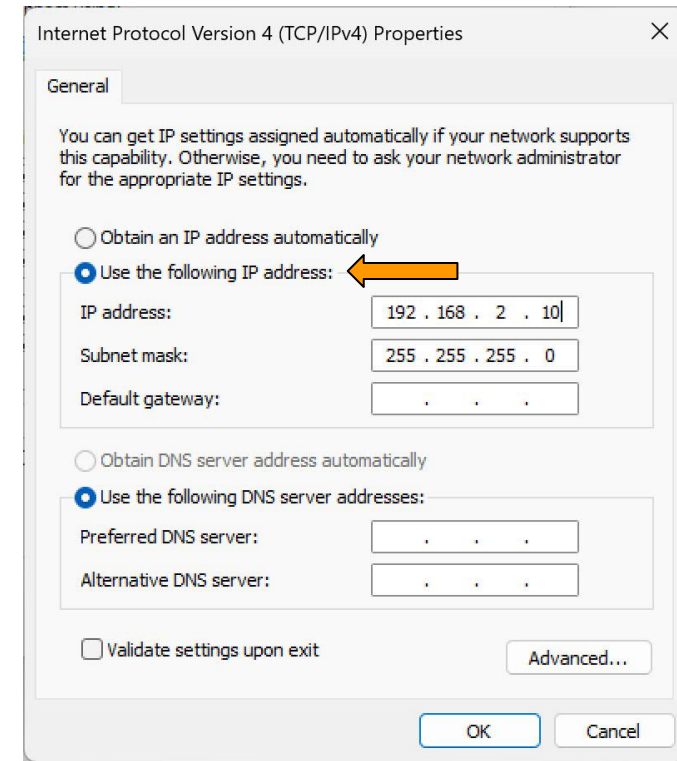 Internet Protocol Version 4 (TCP/IPv4) Properties
General
You can get IP settings assigned automatically if your network supports
this capability. Otherwise, you need to ask your network administrator
for the appropriate IP settings.
Obtain an IP address automatically
Use the following IP address:
IP address: 192 . 168 . 2 . 10
Subnet mask: 255 . 255 . 255 . 0
Default gateway: . . .
Obtain DNS server address automatically
Use the following DNS server addresses:
Preferred DNS server: . . .
Alternative DNS server: . . .
Validate settings upon exit
Advanced...
OK Cancel